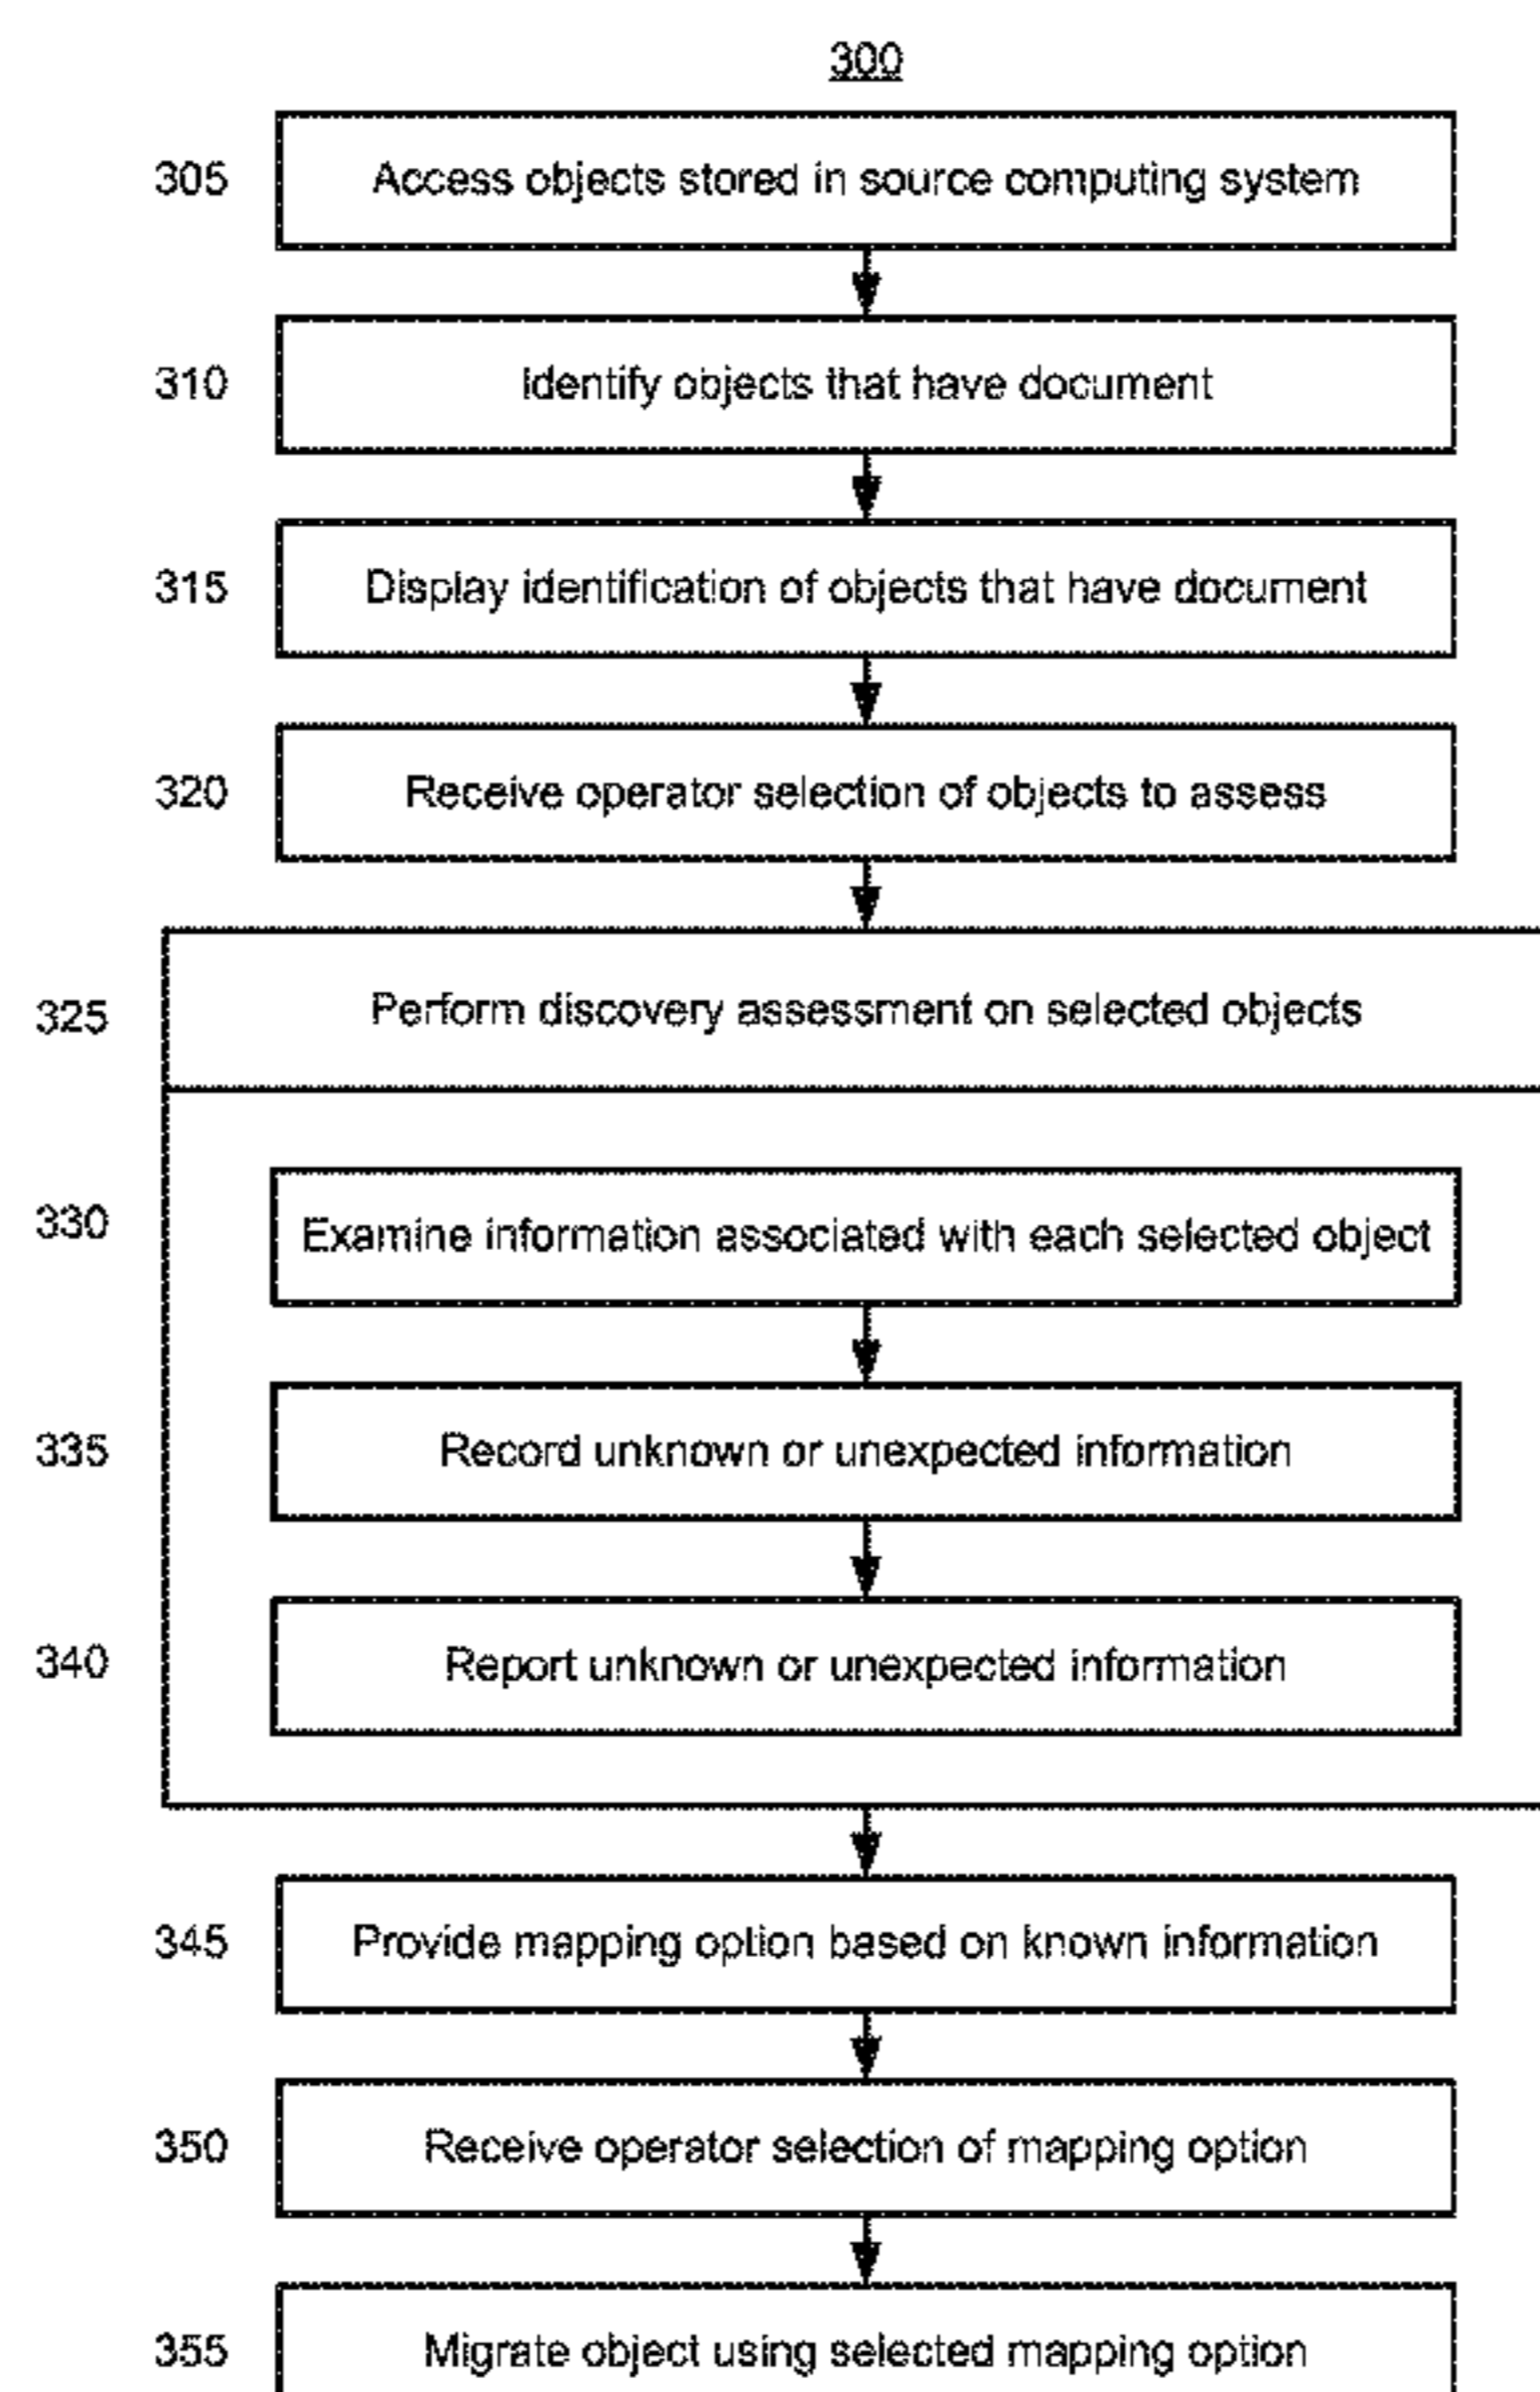 300
305 Access objects stored in source computing system
310 Identify objects that have document
315 Display identification of objects that have document
320 Receive operator selection of objects to assess
325 Perform discovery assessment on selected objects
330 Examine information associated with each selected object
335 Record unknown or unexpected information
340 Report unknown or unexpected information
345 Provide mapping option based on known information
350 Receive operator selection of mapping option
355 Migrate object using selected mapping option